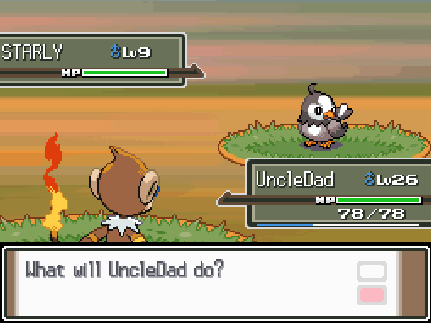 STARLY ♂Lv9
HP
UncleDad ♂Lv26
HP
78/78
What will UncleDad do?